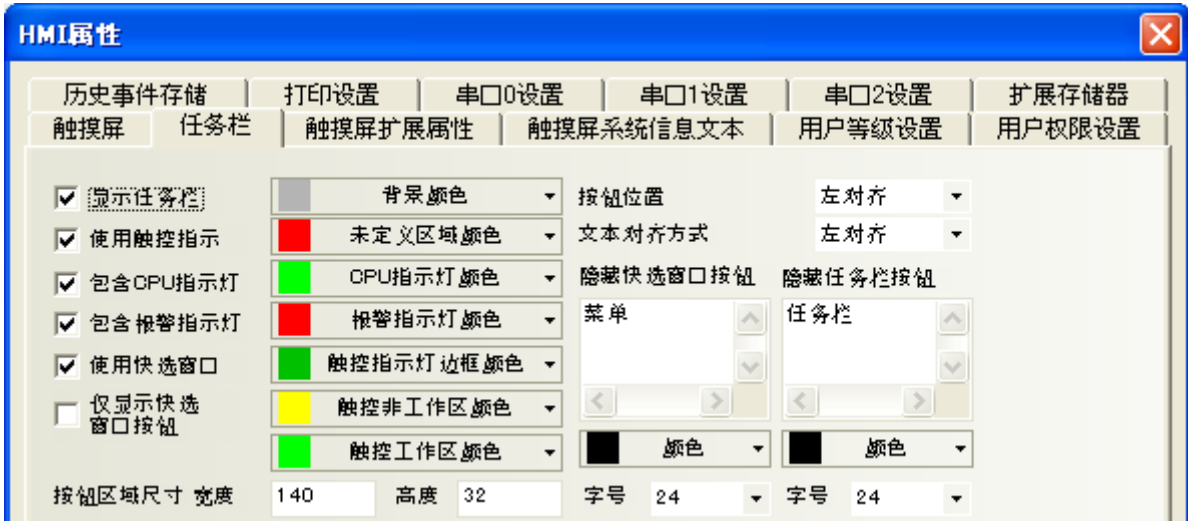 HMI属性
历史事件存储 打印设置 串口0设置 串口1设置 串口2设置 扩展存储器
触摸屏 任务栏 触摸屏扩展属性 触摸屏系统信息文本 用户等级设置 用户权限设置
显示任务栏 背景颜色 按钮位置 左对齐
使用触控指示 未定义区域颜色 文本对齐方式 左对齐
包含CPU指示灯 CPU指示灯颜色 隐藏快选窗口按钮 隐藏任务栏按钮
包含报警指示灯 报警指示灯颜色 菜单 任务栏
使用快选窗口 触控指示灯边框颜色
仅显示快选
窗口按钮 触控非工作区颜色
触控工作区颜色 颜色 颜色
按钮区域尺寸 宽度 140 高度 32 字号 24 字号 24